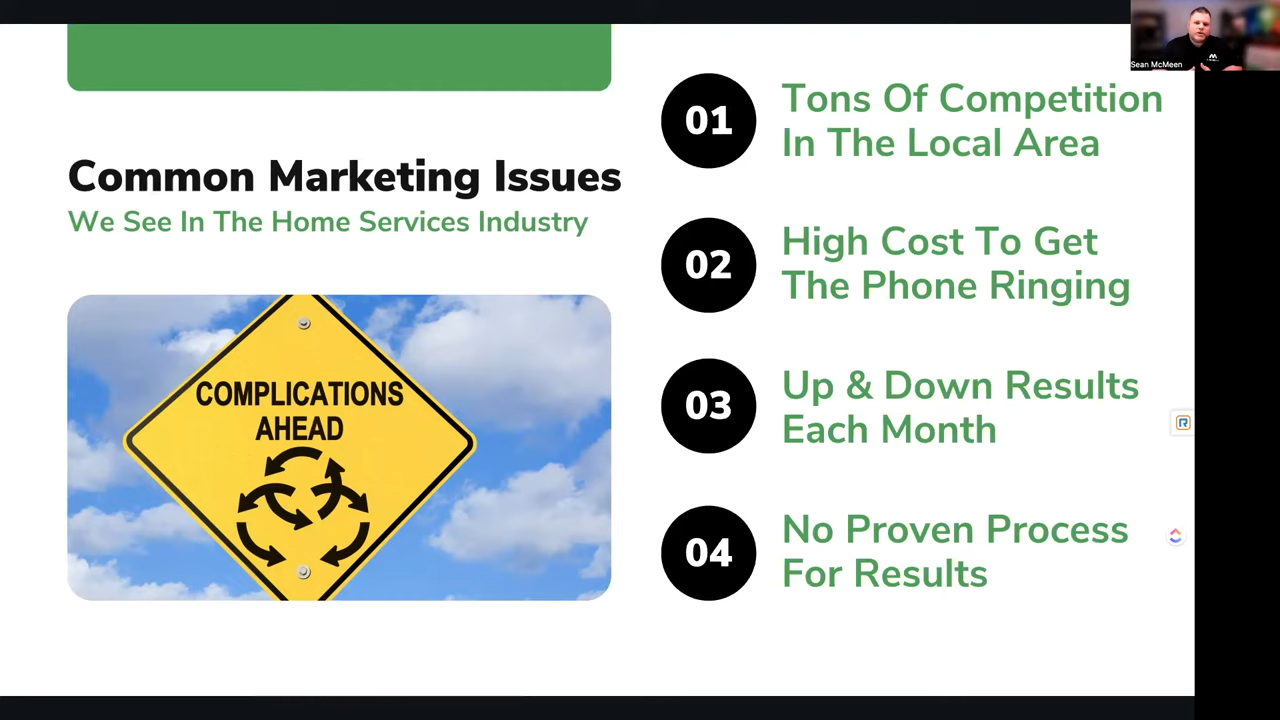 Sean McMeen
Common Marketing Issues
We See In The Home Services Industry
COMPLICATIONS
AHEAD
01
Tons Of Competition
In The Local Area
02
High Cost To Get
The Phone Ringing
03
Up & Down Results
Each Month
04
No Proven Process
For Results